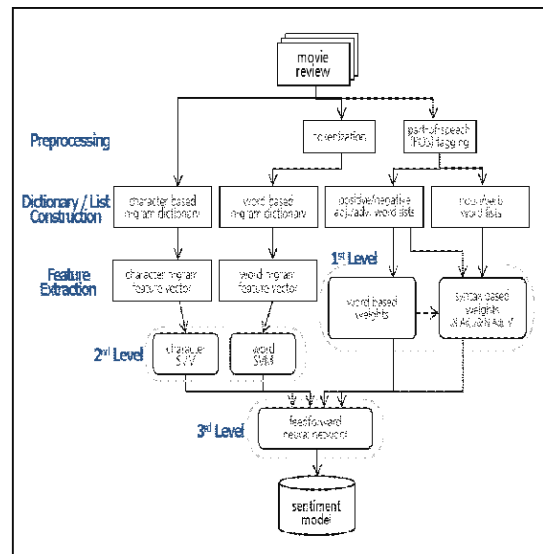 movie
review
Preprocessing
tokenization
part-of-speech
(POS) tagging
Dictionary / List
Construction
character based
n-gram dictionary
word based
n-gram dictionary
positive/negative
adj./adv. word lists
noun/verb
word lists
1st Level
Feature
Extraction
character n-gram
feature vector
word n-gram
feature vector
word based
weights
syntax based
weights
2nd Level
character
SVM
word
SVM
3rd Level
feedforward
neural network
sentiment
model